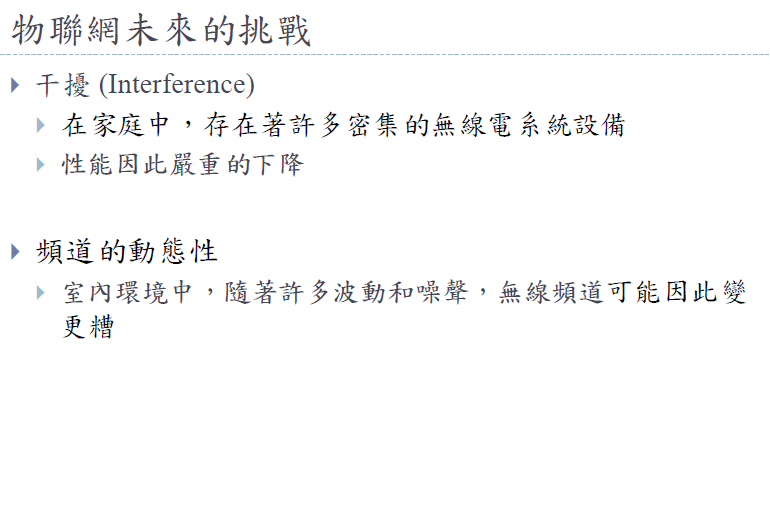 物聯網未來的挑戰
干擾 (Interference)
在家庭中，存在著許多密集的無線電系統設備
性能因此嚴重的下降
頻道的動態性
室內環境中，隨著許多波動和噪聲，無線頻道可能因此變
更糟